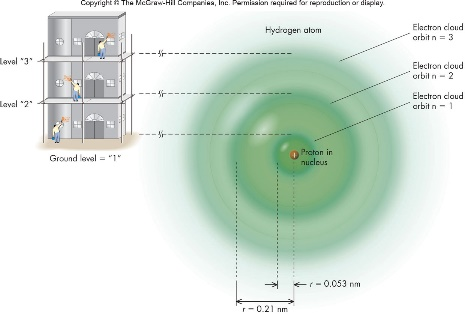 Copyright © The McGraw-Hill Companies, Inc. Permission required for reproduction or display.
Hydrogen atom
Electron cloud
orbit n = 3
Electron cloud
orbit n = 2
Electron cloud
orbit n = 1
Level "3"
Level "2"
Ground level = "1"
Proton in
nucleus
r = 0.053 nm
r = 0.21 nm